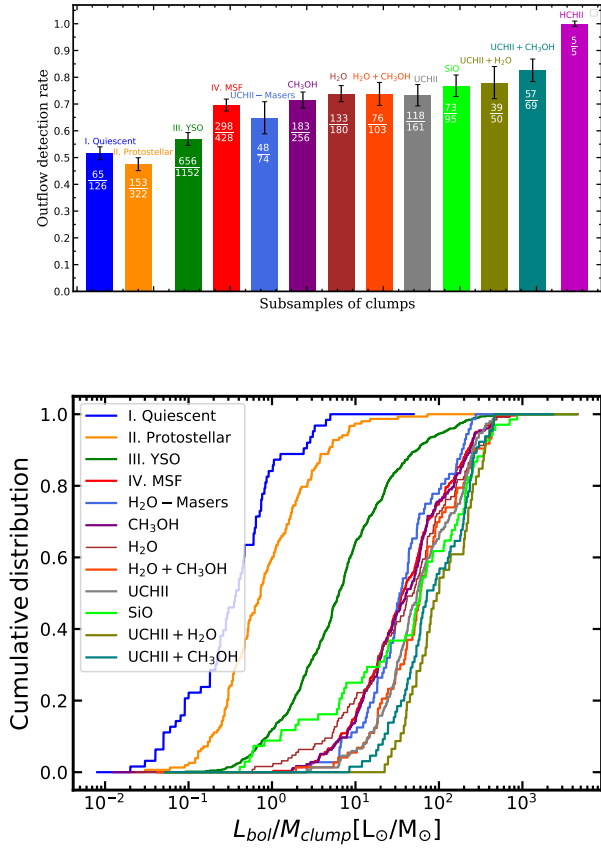 HCHII
1.0
0.9
0.8
0.7
0.6
0.5
0.4
0.3
0.2
0.1
0.0
Outflow detection rate
I. Quiescent
65
126
II. Protostellar
153
322
III. YSO
656
1152
IV. MSF
298
428
UCHII−Masers
48
74
CH₃OH
183
256
H₂O
133
180
H₂O+CH₃OH
76
103
UCHII
118
161
SiO
73
95
UCHII+H₂O
39
50
UCHII+CH₃OH
57
69
5
5
Subsamples of clumps
Cumulative distribution
1.0
0.8
0.6
0.4
0.2
0.0
I. Quiescent
II. Protostellar
III. YSO
IV. MSF
H₂O−Masers
CH₃OH
H₂O
H₂O+CH₃OH
UCHII
SiO
UCHII+H₂O
UCHII+CH₃OH
10⁻² 10⁻¹ 10⁰ 10¹ 10² 10³
L_bol/M_clump[L⊙/M⊙]